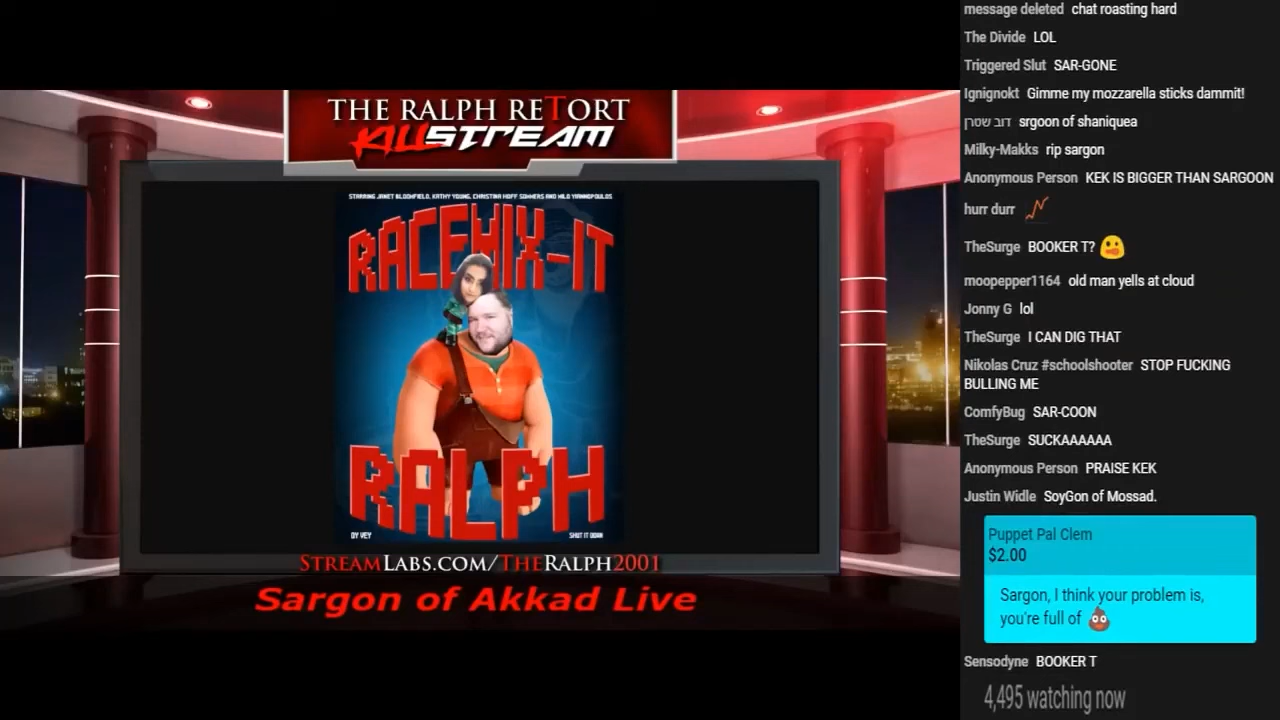 THE RALPH RETORT
KILLSTREAM
STARRING JANET BLOOMFIELD, KATHY YOUNG, CHRISTINA HOFF SOMMERS AND MILO YIANNOPOULOS
RACEMIX-IT
RALPH
OY VEY
SHUT IT DOWN
STREAMLABS.COM/THERALPH2001
Sargon of Akkad Live
message deleted chat roasting hard
The Divide LOL
Triggered Slut SAR-GONE
Ignignokt Gimme my mozzarella sticks dammit!
דוב שטרן srgoon of shaniquea
Milky-Makks rip sargon
Anonymous Person KEK IS BIGGER THAN SARGOON
hurr durr
TheSurge BOOKER T?
moopepper1164 old man yells at cloud
Jonny G lol
TheSurge I CAN DIG THAT
Nikolas Cruz #schoolshooter STOP FUCKING
BULLING ME
ComfyBug SAR-COON
TheSurge SUCKAAAAAA
Anonymous Person PRAISE KEK
Justin Widle SoyGon of Mossad.
Puppet Pal Clem
$2.00
Sargon, I think your problem is,
you're full of 💩
Sensodyne BOOKER T
4,495 watching now